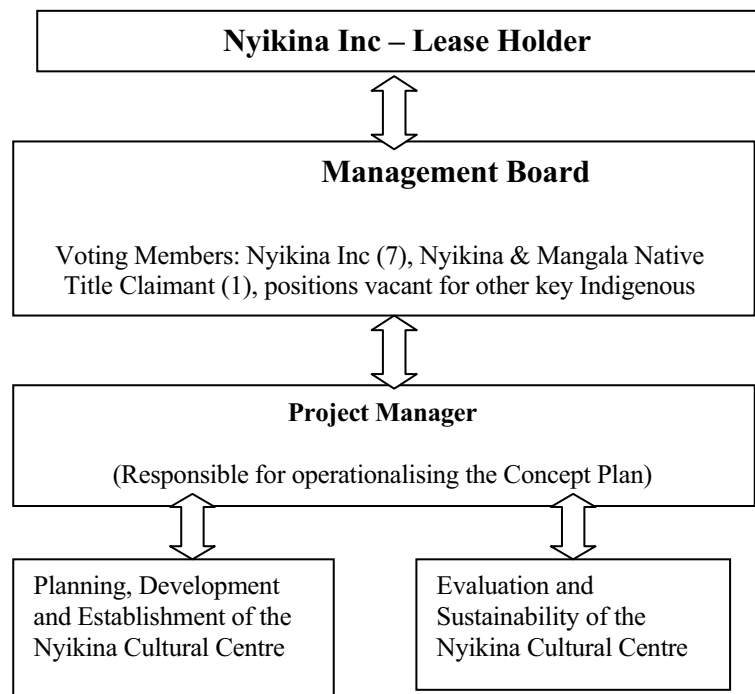 Nyikina Inc – Lease Holder
Management Board
Voting Members: Nyikina Inc (7), Nyikina & Mangala Native
Title Claimant (1), positions vacant for other key Indigenous
Project Manager
(Responsible for operationalising the Concept Plan)
Planning, Development
and Establishment of the
Nyikina Cultural Centre
Evaluation and
Sustainability of the
Nyikina Cultural Centre